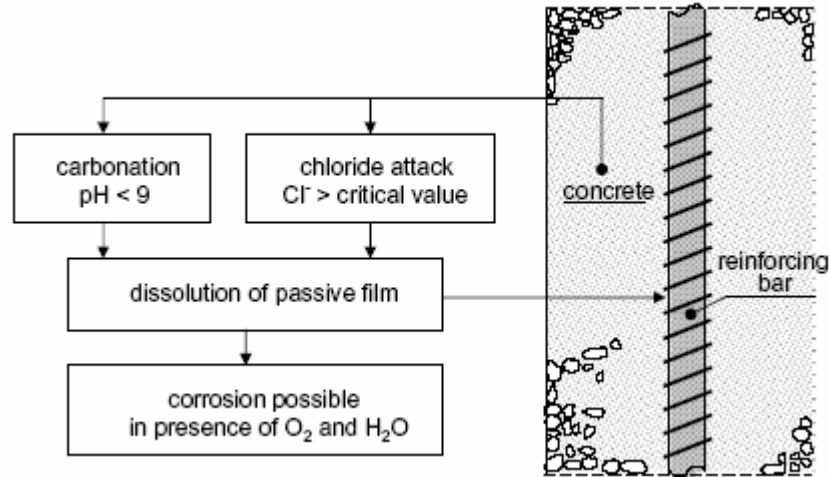 carbonation
pH < 9
chloride attack
Cl⁻ > critical value
concrete
dissolution of passive film
reinforcing
bar
corrosion possible
in presence of O₂ and H₂O